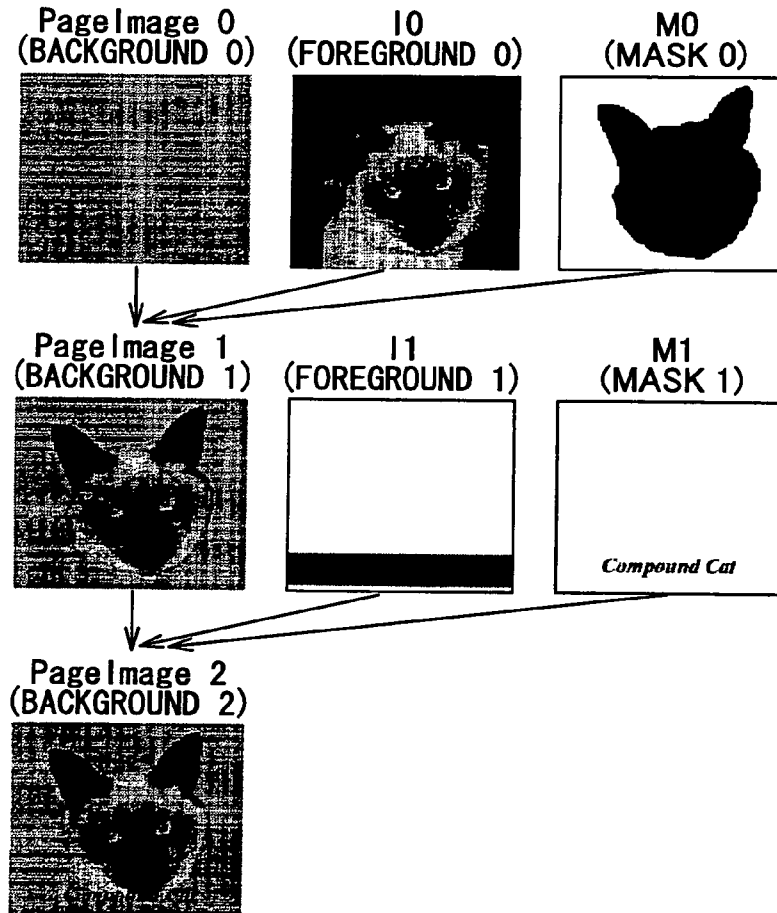 PageImage 0
(BACKGROUND 0)
I0
(FOREGROUND 0)
M0
(MASK 0)
PageImage 1
(BACKGROUND 1)
I1
(FOREGROUND 1)
M1
(MASK 1)
Compound Cat
PageImage 2
(BACKGROUND 2)